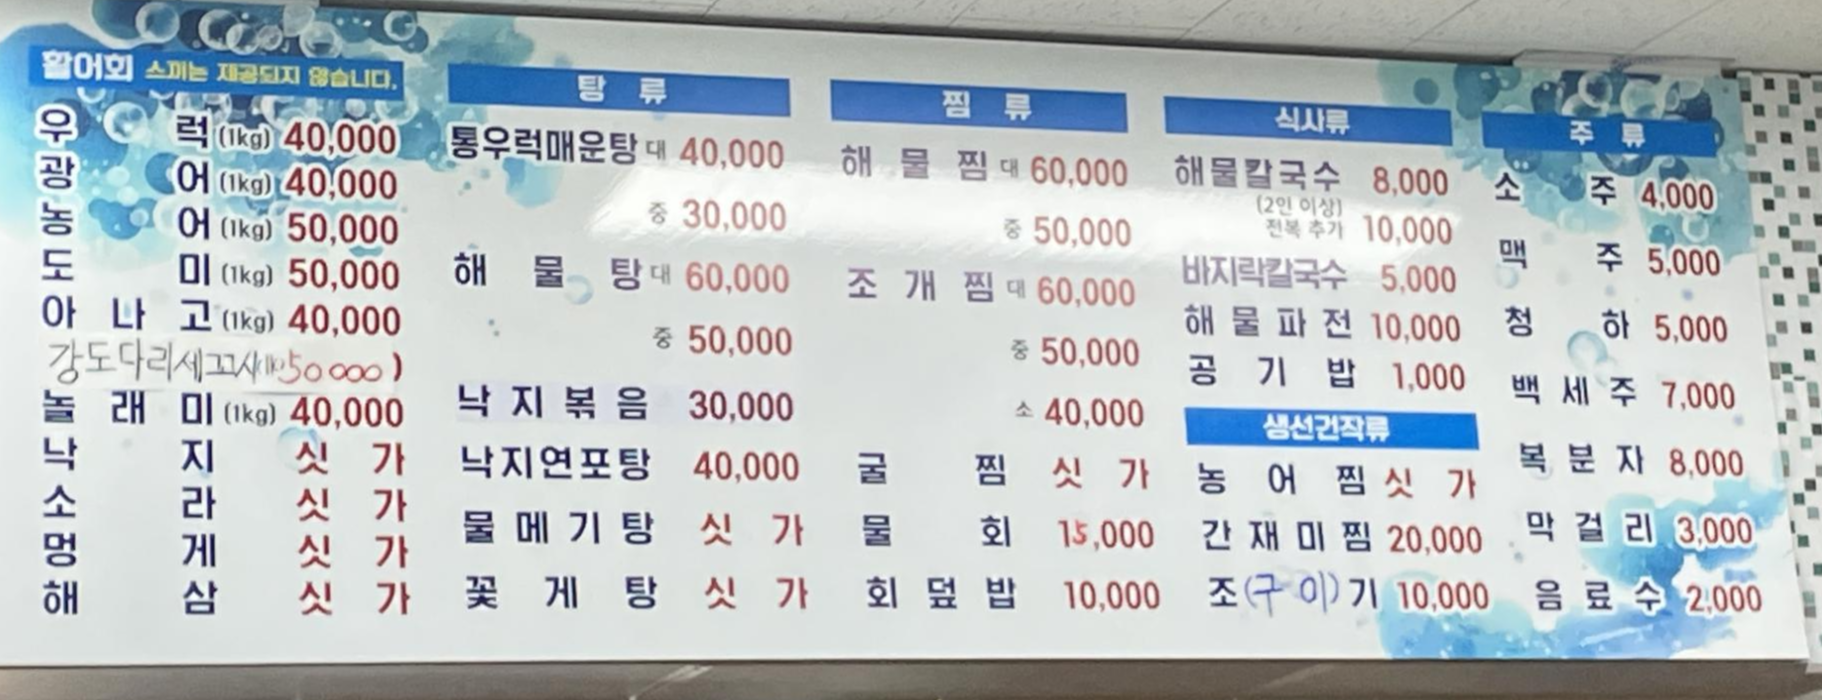 활어회 스끼는 제공되지 않습니다.
우 럭 (1kg) 40,000
광 어 (1kg) 40,000
농 어 (1kg) 50,000
도 미 (1kg) 50,000
아 나 고 (1kg) 40,000
강도다리세꼬시 50000)
놀 래 미 (1kg) 40,000
낙 지 싯 가
소 라 싯 가
멍 게 싯 가
해 삼 싯 가
탕 류
통우럭매운탕 대 40,000
중 30,000
해 물 탕 대 60,000
중 50,000
낙 지 볶 음 30,000
낙지연포탕 40,000
물 메 기 탕 싯 가
꽃 게 탕 싯 가
찜 류
해 물 찜 대 60,000
중 50,000
조 개 찜 대 60,000
중 50,000
소 40,000
굴 찜 싯 가
물 회 15,000
회 덮 밥 10,000
식사류
해물칼국수 8,000
(2인 이상)
전복 추가 10,000
바지락칼국수 5,000
해 물 파 전 10,000
공 기 밥 1,000
생선건작류
농 어 찜 싯 가
간 재 미 찜 20,000
조(구이)기 10,000
주 류
소 주 4,000
맥 주 5,000
청 하 5,000
백 세 주 7,000
복 분 자 8,000
막 걸 리 3,000
음 료 수 2,000